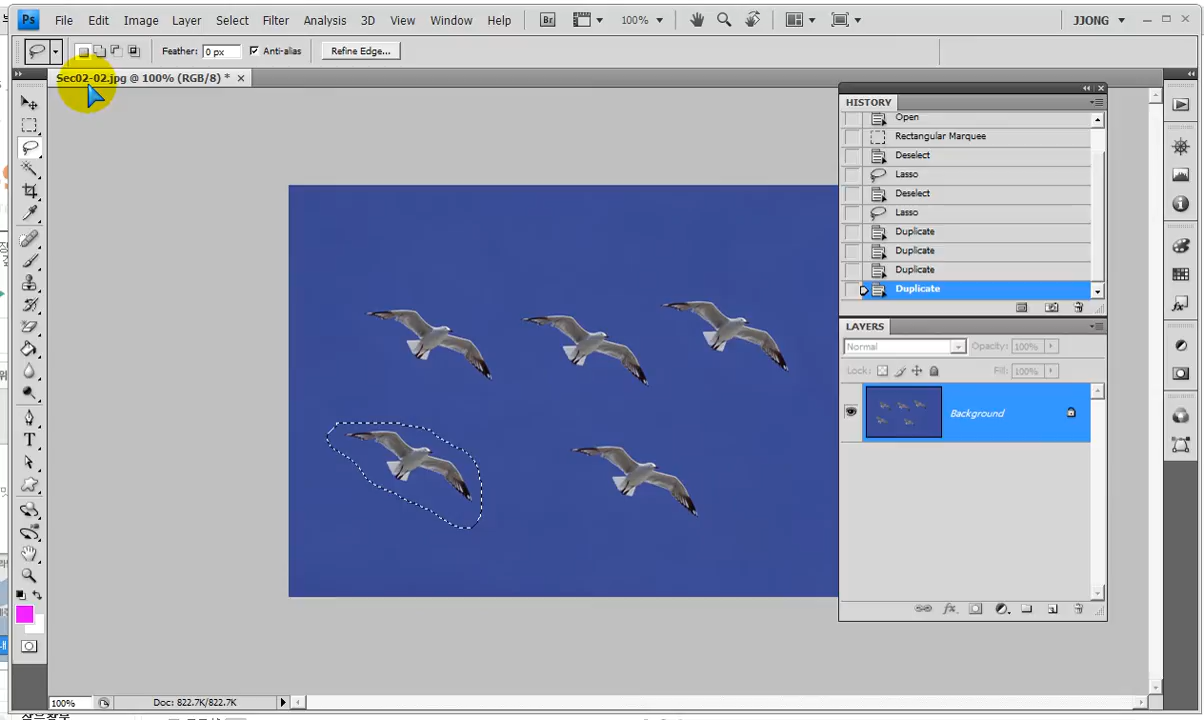 Ps File Edit Image Layer Select Filter Analysis 3D View Window Help Br 100% JJONG
Feather: 0 px Anti-alias Refine Edge...
Sec02-02.jpg @ 100% (RGB/8) *
HISTORY
Open
Rectangular Marquee
Deselect
Lasso
Deselect
Lasso
Duplicate
Duplicate
Duplicate
Duplicate
LAYERS
Normal Opacity: 100%
Lock: Fill: 100%
Background
T
100% Doc: 822.7K/822.7K